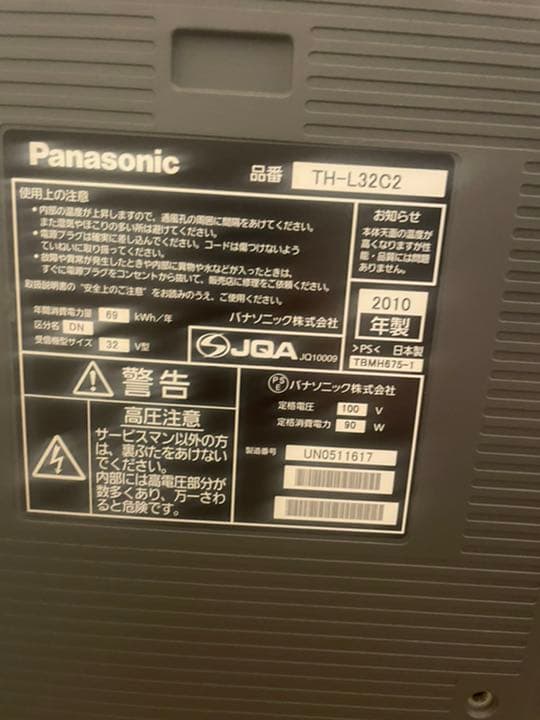 Panasonic
品番 TH-L32C2
使用上の注意
• 内部の温度が上昇しますので、通風孔の周囲に間隔をあけてください。
また湿気やほこりの多い所は避けてください。
• 電源プラグは確実に差し込んでください。コードは傷つけないよう
ていねいに取り扱ってください。
• 故障や異常が発生したときや内部に異物や水などが入ったときは、
すぐに電源プラグをコンセントから抜いて、販売店に修理をご依頼ください。
取扱説明書の"安全上のご注意"をお読みのうえ、ご使用ください。
年間消費電力量 69 kWh/年
区分名 DN
受信機型サイズ 32 V型
パナソニック株式会社
JQA JQ10009
お知らせ
本体天面の温度が
高くなりますが性
能・品質には問題
ありません。
2010
年製
>PS< 日本製
TBMH675-1
警告
高圧注意
サービスマン以外の方
は、裏ぶたをあけない
でください。
内部には高電圧部分が
数多くあり、万一さわ
ると危険です。
PS E パナソニック株式会社
定格電圧 100 V
定格消費電力 90 W
製造番号 UN0511617